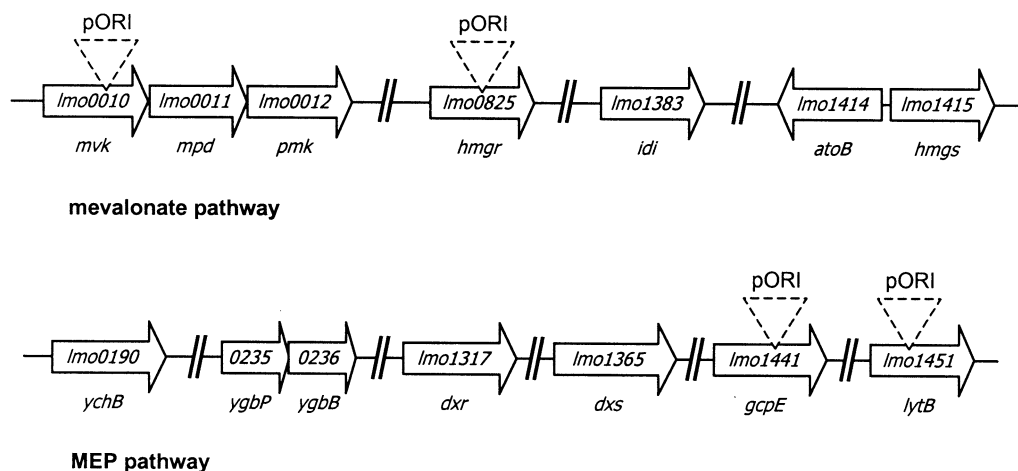 pORI pORI
lmo0010 lmo0011 lmo0012 lmo0825 lmo1383 lmo1414 lmo1415
mvk mpd pmk hmgr idi atoB hmgs
mevalonate pathway
pORI pORI
lmo0190 0235 0236 lmo1317 lmo1365 lmo1441 lmo1451
ychB ygbP ygbB dxr dxs gcpE lytB
MEP pathway